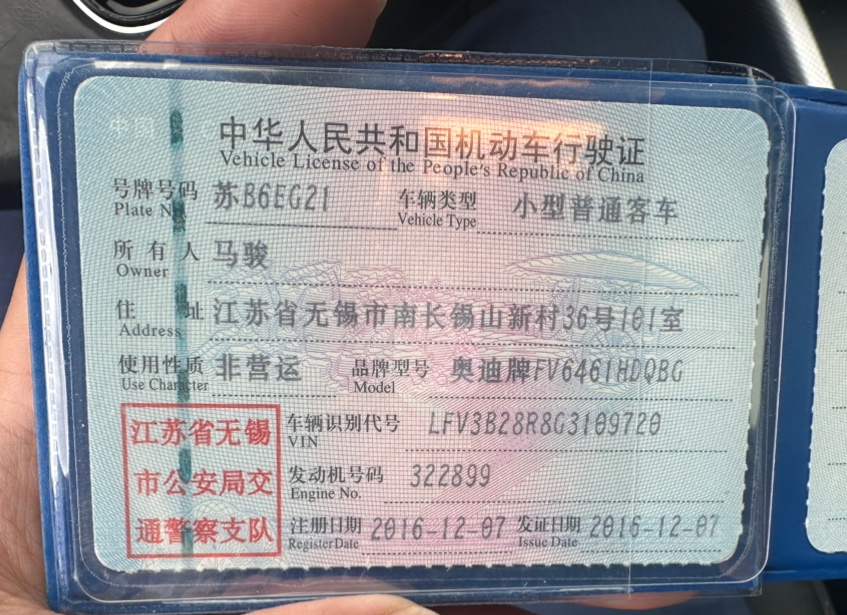 中华人民共和国机动车行驶证
Vehicle License of the People's Republic of China
号牌号码 苏B6EG21 车辆类型 小型普通客车
Plate No. Vehicle Type
所有人 马骏
Owner
住址 江苏省无锡市南长锡山新村36号101室
Address
使用性质 非营运 品牌型号 奥迪牌FV6461HDQBG
Use Character Model
江苏省无锡
市公安局交
通警察支队
车辆识别代号 LFV3B28R8G3109720
VIN
发动机号码 322899
Engine No.
注册日期 2016-12-07 发证日期 2016-12-07
Register Date Issue Date